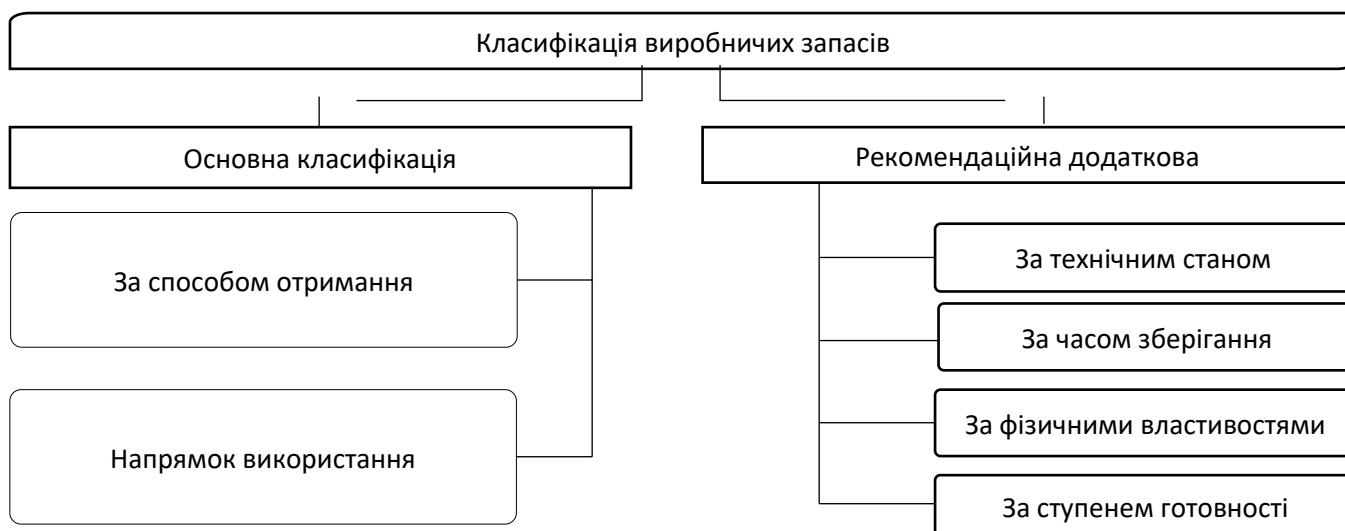 Класифікація виробничих запасів
Основна класифікація
Рекомендаційна додаткова
За способом отримання
Напрямок використання
За технічним станом
За часом зберігання
За фізичними властивостями
За ступенем готовності